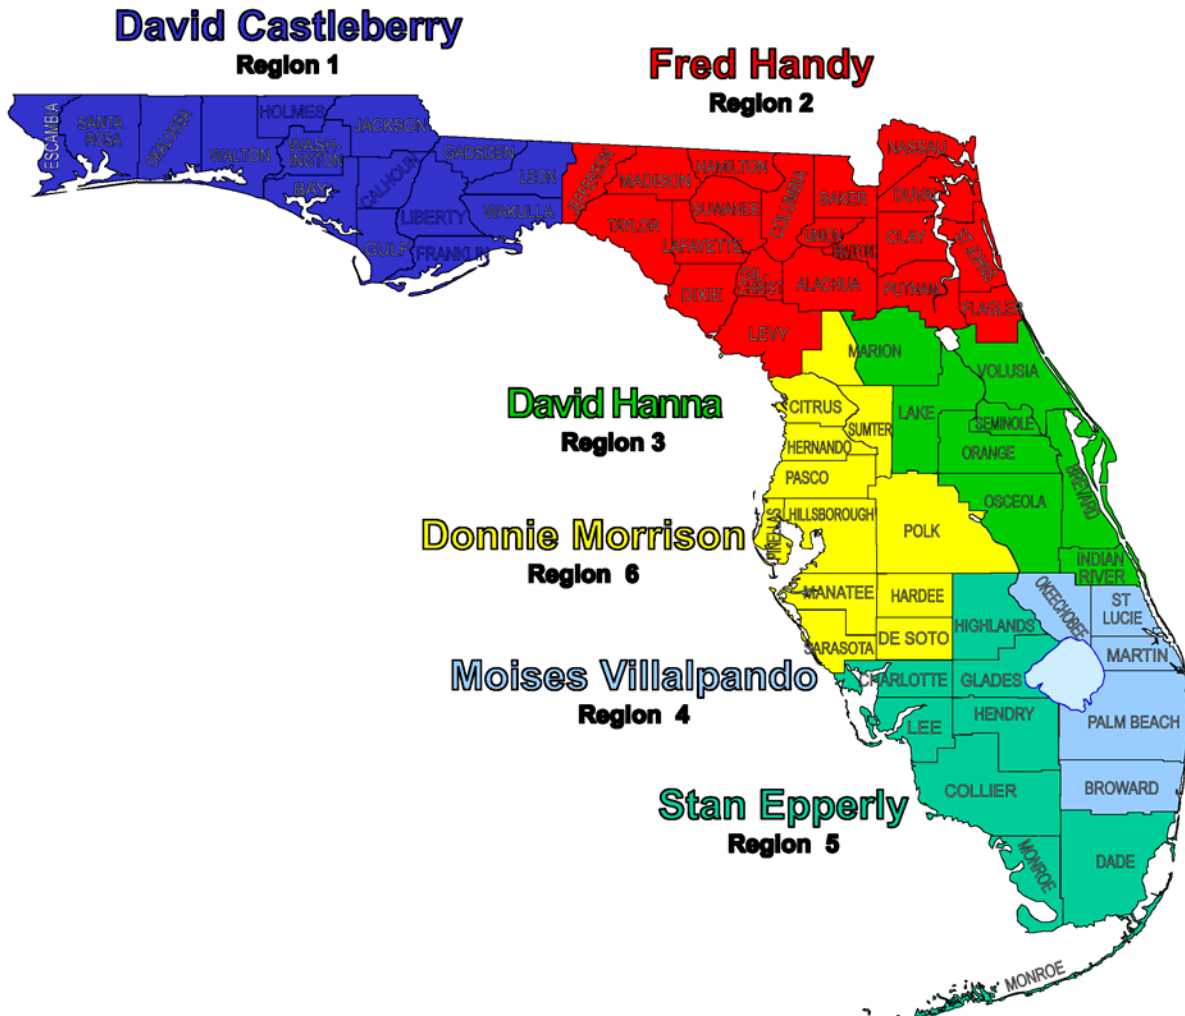 David Castleberry
Region 1
Fred Handy
Region 2
ESCAMBIA
SANTA
ROSA
OKALOOSA
WALTON
HOLMES
WASH-
INGTON
BAY
JACKSON
CALHOUN
GULF
GADSDEN
LIBERTY
FRANKLIN
LEON
WAKULLA
JEFFERSON
MADISON
TAYLOR
HAMILTON
SUWANEE
LAFAYETTE
DIXIE
COLUMBIA
GIL-
CHRIST
LEVY
BAKER
UNION
BRADFORD
ALACHUA
NASSAU
DUVAL
CLAY
ST JOHNS
PUTNAM
FLAGLER
MARION
VOLUSIA
David Hanna
Region 3
CITRUS
SUMTER
LAKE
SEMINOLE
HERNANDO
ORANGE
PASCO
OSCEOLA
BREVARD
Donnie Morrison
Region 6
PINELLAS
HILLSBOROUGH
POLK
INDIAN
RIVER
MANATEE
HARDEE
OKEECHOBEE
ST
LUCIE
HIGHLANDS
SARASOTA
DE SOTO
MARTIN
Moises Villalpando
Region 4
CHARLOTTE
GLADES
LEE
HENDRY
PALM BEACH
Stan Epperly
Region 5
COLLIER
BROWARD
MONROE
DADE
MONROE